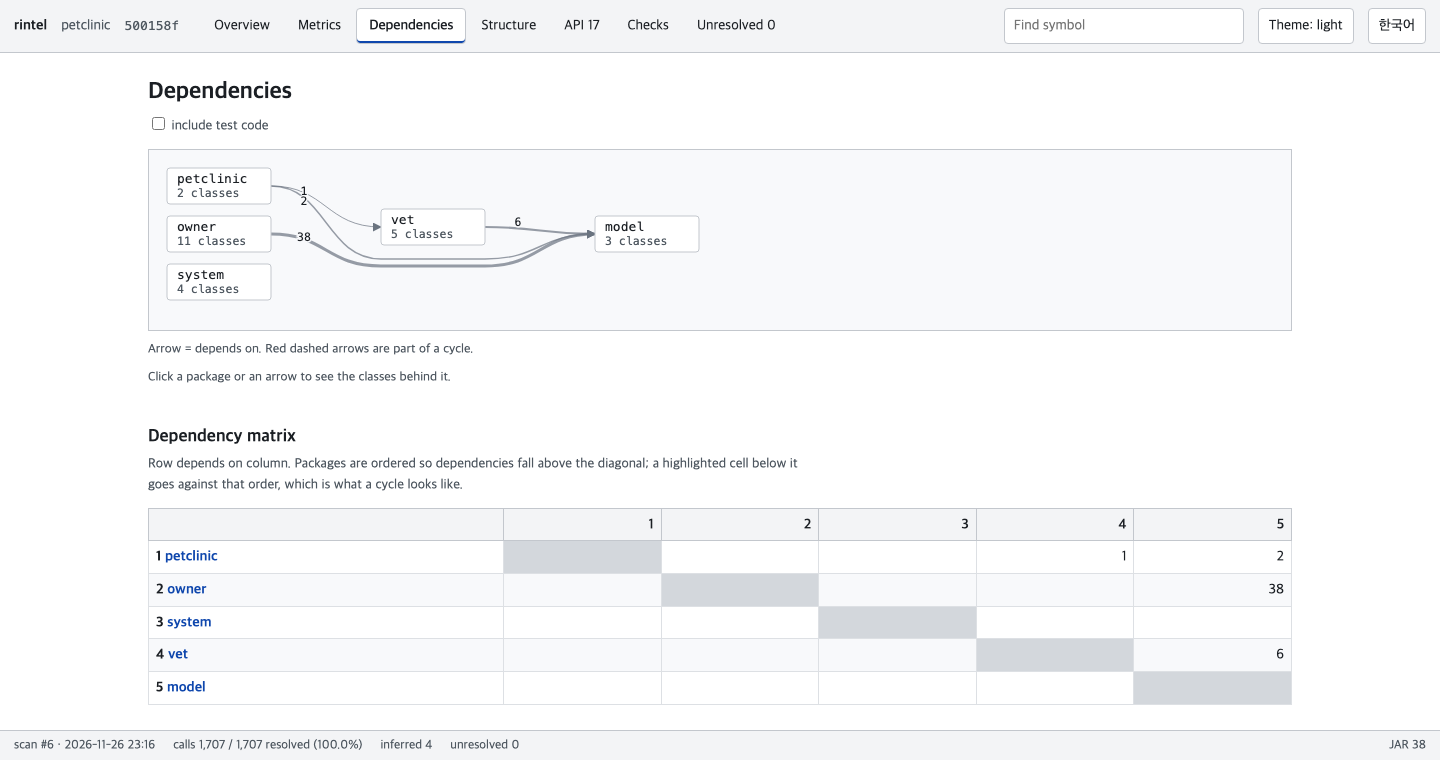 rintel petclinic 500158f Overview Metrics Dependencies Structure API 17 Checks Unresolved 0 Find symbol Theme: light 한국어
Dependencies
include test code
petclinic
2 classes
1
2
owner
11 classes
38
system
4 classes
vet
5 classes
6
model
3 classes
Arrow = depends on. Red dashed arrows are part of a cycle.
Click a package or an arrow to see the classes behind it.
Dependency matrix
Row depends on column. Packages are ordered so dependencies fall above the diagonal; a highlighted cell below it
goes against that order, which is what a cycle looks like.
1 2 3 4 5
1 petclinic 1 2
2 owner 38
3 system
4 vet 6
5 model
scan #6 · 2026-11-26 23:16 calls 1,707 / 1,707 resolved (100.0%) inferred 4 unresolved 0 JAR 38